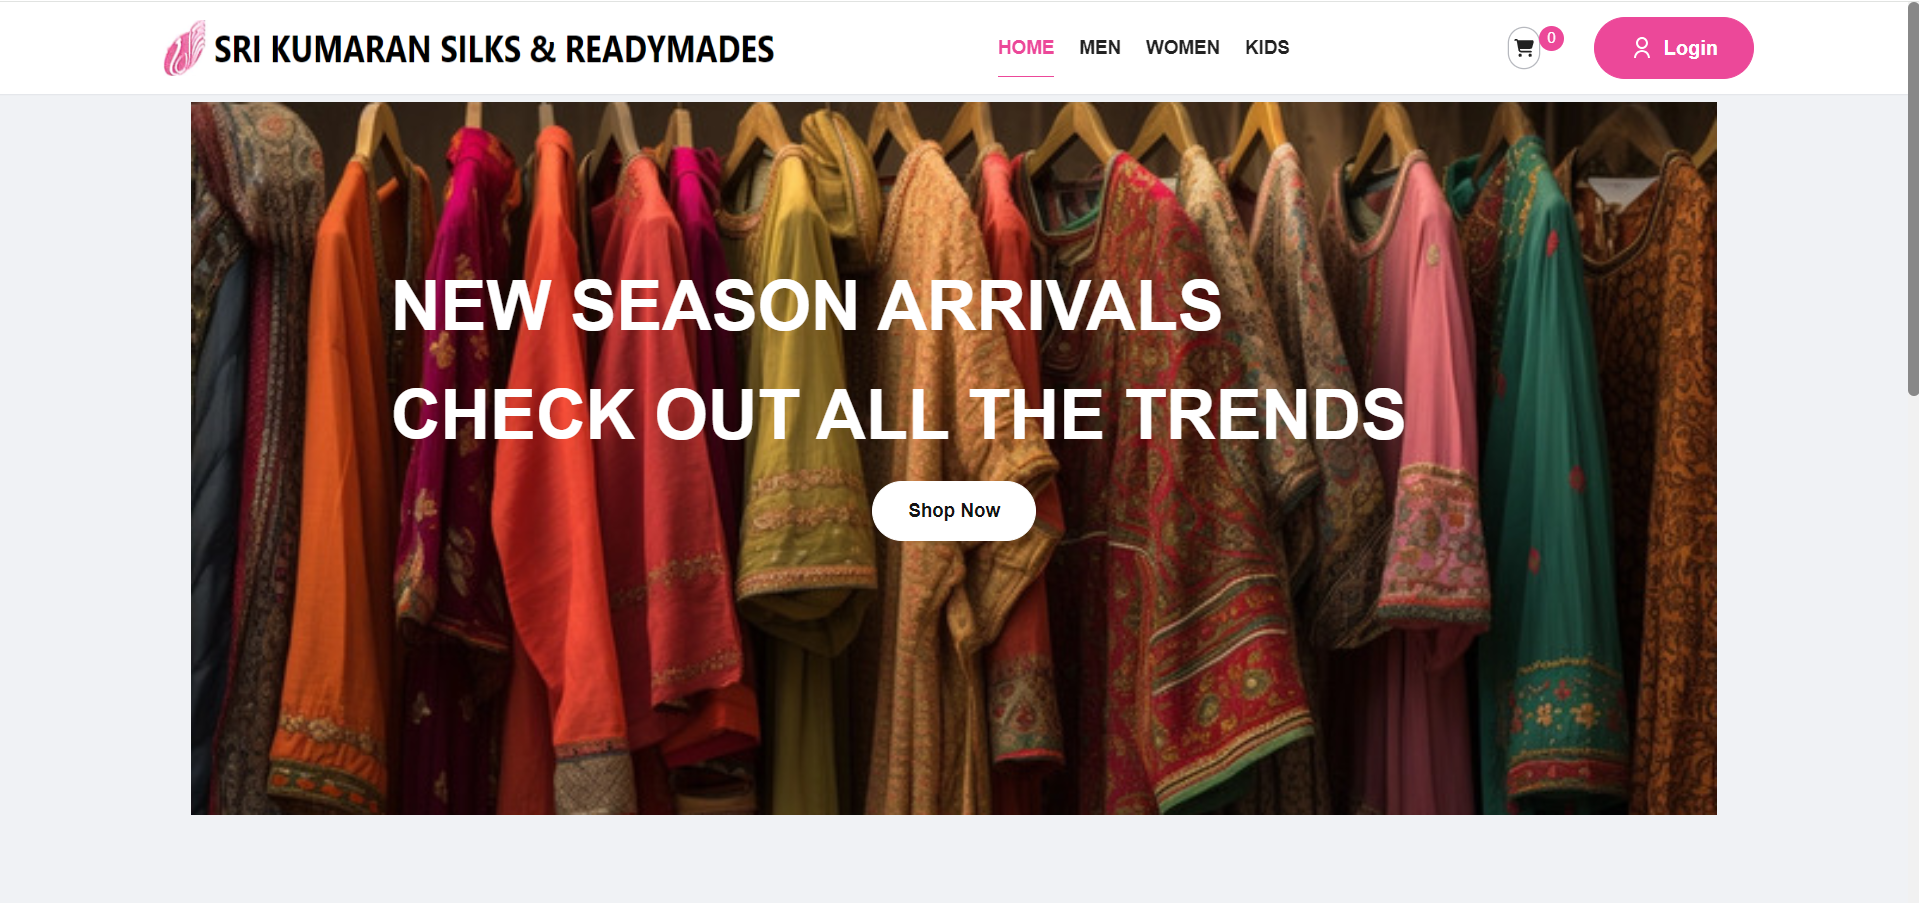 SRI KUMARAN SILKS & READYMADES
HOME MEN WOMEN KIDS
0
Login
NEW SEASON ARRIVALS
CHECK OUT ALL THE TRENDS
Shop Now